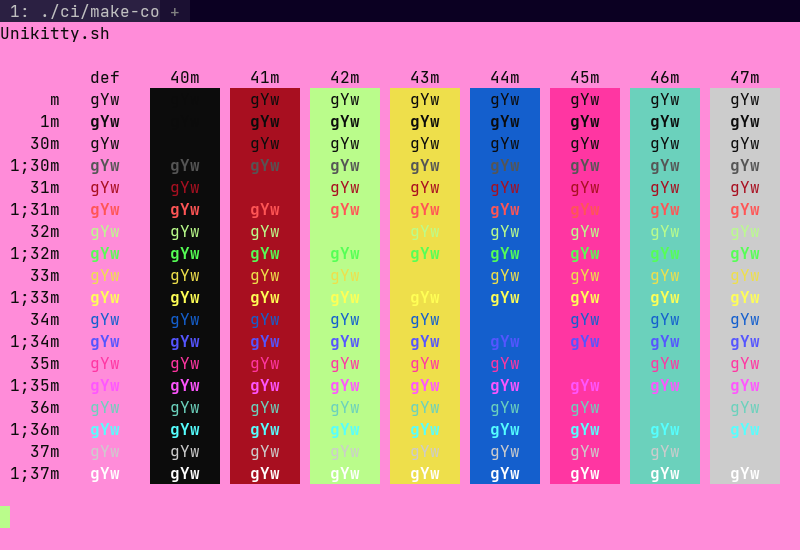 1: ./ci/make-co +
Unikitty.sh
def 40m 41m 42m 43m 44m 45m 46m 47m
m gYw gYw gYw gYw gYw gYw gYw gYw
1m gYw gYw gYw gYw gYw gYw gYw gYw
30m gYw gYw gYw gYw gYw gYw gYw gYw
1;30m gYw gYw gYw gYw gYw gYw gYw gYw gYw
31m gYw gYw gYw gYw gYw gYw gYw gYw
1;31m gYw gYw gYw gYw gYw gYw gYw gYw gYw
32m gYw gYw gYw gYw gYw gYw gYw gYw
1;32m gYw gYw gYw gYw gYw gYw gYw gYw gYw
33m gYw gYw gYw gYw gYw gYw gYw gYw
1;33m gYw gYw gYw gYw gYw gYw gYw gYw gYw
34m gYw gYw gYw gYw gYw gYw gYw gYw
1;34m gYw gYw gYw gYw gYw gYw gYw gYw gYw
35m gYw gYw gYw gYw gYw gYw gYw gYw
1;35m gYw gYw gYw gYw gYw gYw gYw gYw gYw
36m gYw gYw gYw gYw gYw gYw gYw gYw
1;36m gYw gYw gYw gYw gYw gYw gYw gYw gYw
37m gYw gYw gYw gYw gYw gYw gYw gYw
1;37m gYw gYw gYw gYw gYw gYw gYw gYw gYw